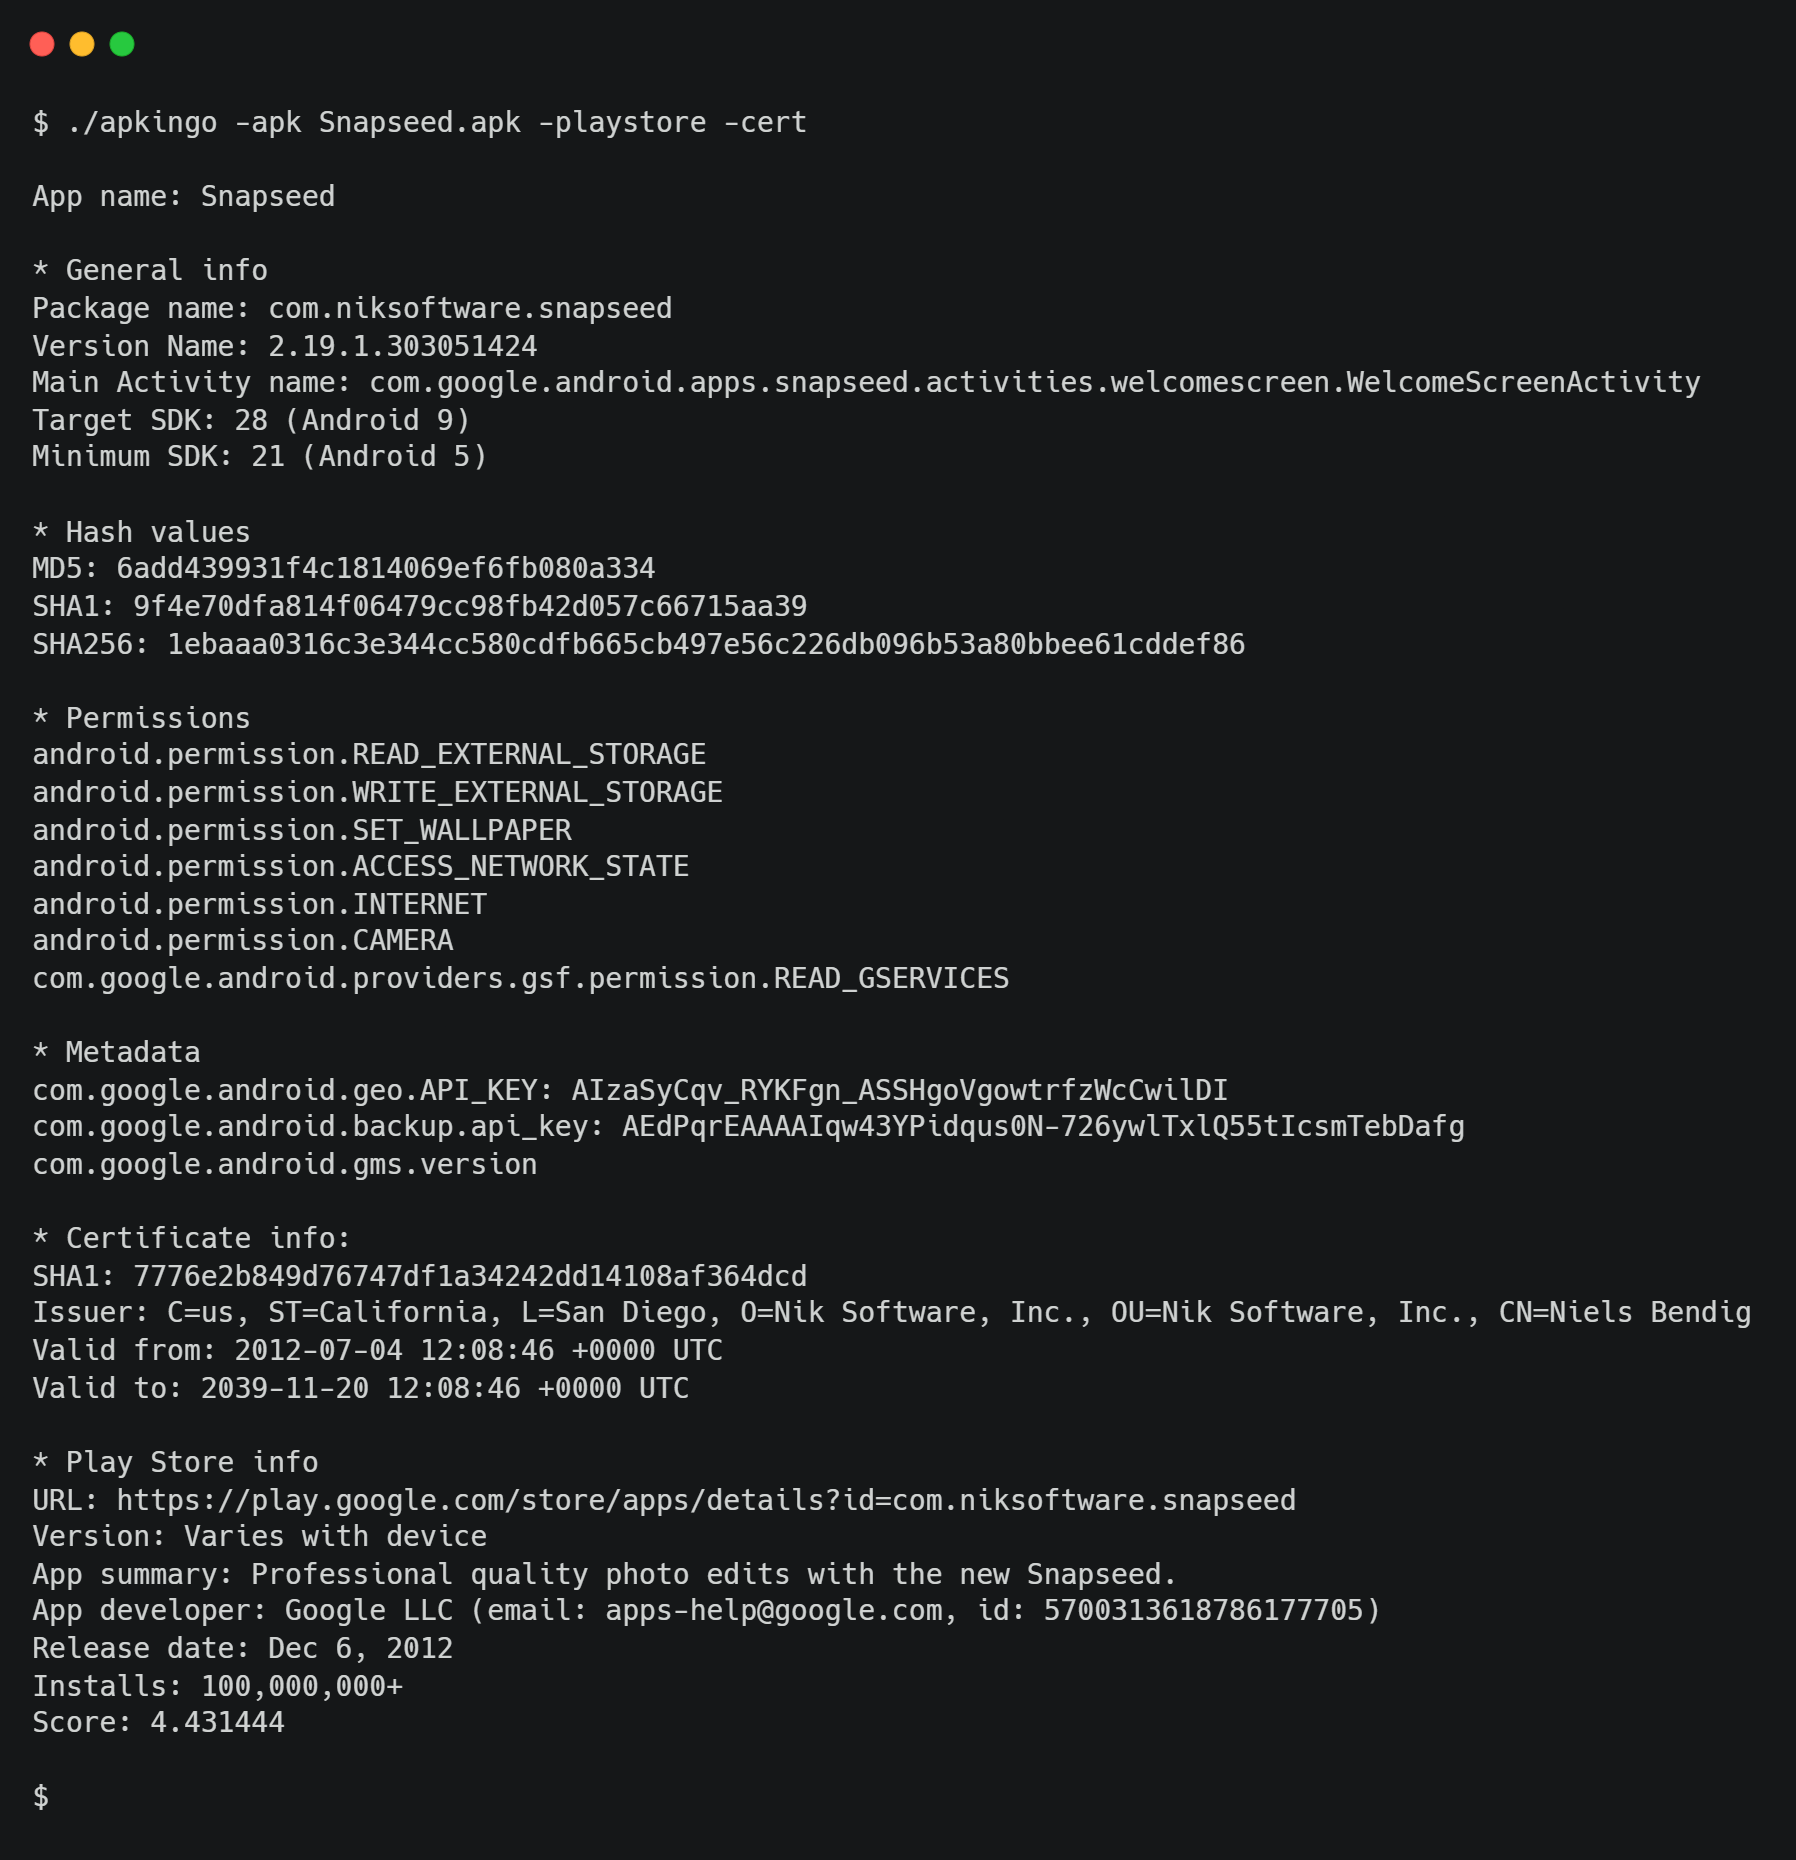 $ ./apkingo -apk Snapseed.apk -playstore -cert
App name: Snapseed
* General info
Package name: com.niksoftware.snapseed
Version Name: 2.19.1.303051424
Main Activity name: com.google.android.apps.snapseed.activities.welcomescreen.WelcomeScreenActivity
Target SDK: 28 (Android 9)
Minimum SDK: 21 (Android 5)
* Hash values
MD5: 6add439931f4c1814069ef6fb080a334
SHA1: 9f4e70dfa814f06479cc98fb42d057c66715aa39
SHA256: 1ebaaa0316c3e344cc580cdfb665cb497e56c226db096b53a80bbee61cddef86
* Permissions
android.permission.READ_EXTERNAL_STORAGE
android.permission.WRITE_EXTERNAL_STORAGE
android.permission.SET_WALLPAPER
android.permission.ACCESS_NETWORK_STATE
android.permission.INTERNET
android.permission.CAMERA
com.google.android.providers.gsf.permission.READ_GSERVICES
* Metadata
com.google.android.geo.API_KEY: AIzaSyCqv_RYKFgn_ASSHgoVgowtrfzWcCwilDI
com.google.android.backup.api_key: AEdPqrEAAAAIqw43YPidqus0N-726ywlTxlQ55tIcsmTebDafg
com.google.android.gms.version
* Certificate info:
SHA1: 7776e2b849d76747df1a34242dd14108af364dcd
Issuer: C=us, ST=California, L=San Diego, O=Nik Software, Inc., OU=Nik Software, Inc., CN=Niels Bendig
Valid from: 2012-07-04 12:08:46 +0000 UTC
Valid to: 2039-11-20 12:08:46 +0000 UTC
* Play Store info
URL: https://play.google.com/store/apps/details?id=com.niksoftware.snapseed
Version: Varies with device
App summary: Professional quality photo edits with the new Snapseed.
App developer: Google LLC (email: apps-help@google.com, id: 5700313618786177705)
Release date: Dec 6, 2012
Installs: 100,000,000+
Score: 4.431444
$